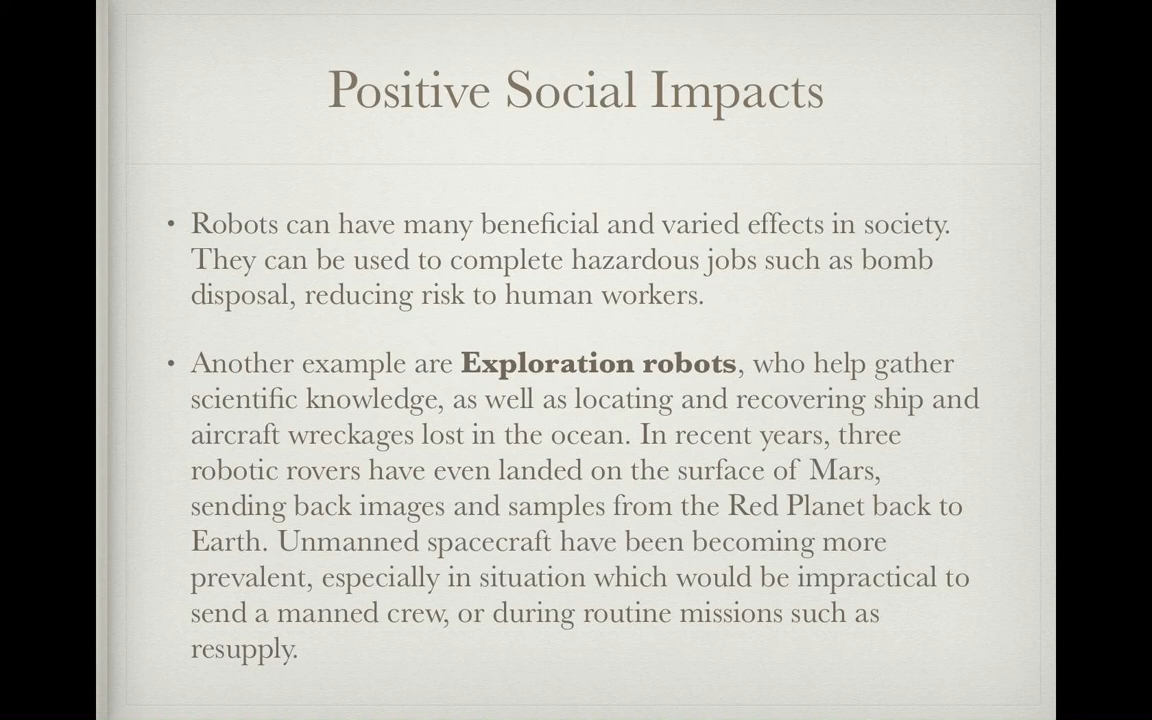 Positive Social Impacts
• Robots can have many beneficial and varied effects in society.
They can be used to complete hazardous jobs such as bomb
disposal, reducing risk to human workers.
• Another example are Exploration robots, who help gather
scientific knowledge, as well as locating and recovering ship and
aircraft wreckages lost in the ocean. In recent years, three
robotic rovers have even landed on the surface of Mars,
sending back images and samples from the Red Planet back to
Earth. Unmanned spacecraft have been becoming more
prevalent, especially in situation which would be impractical to
send a manned crew, or during routine missions such as
resupply.